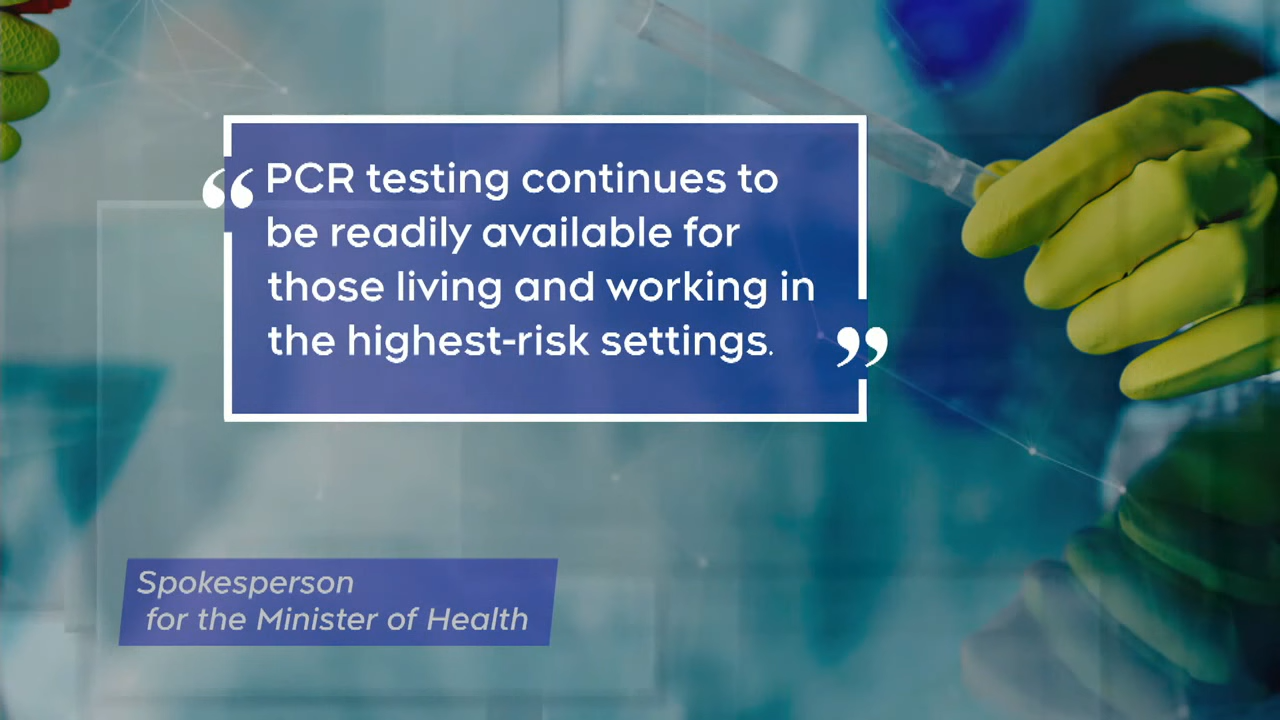 “PCR testing continues to
be readily available for
those living and working in
the highest-risk settings.”
Spokesperson
for the Minister of Health